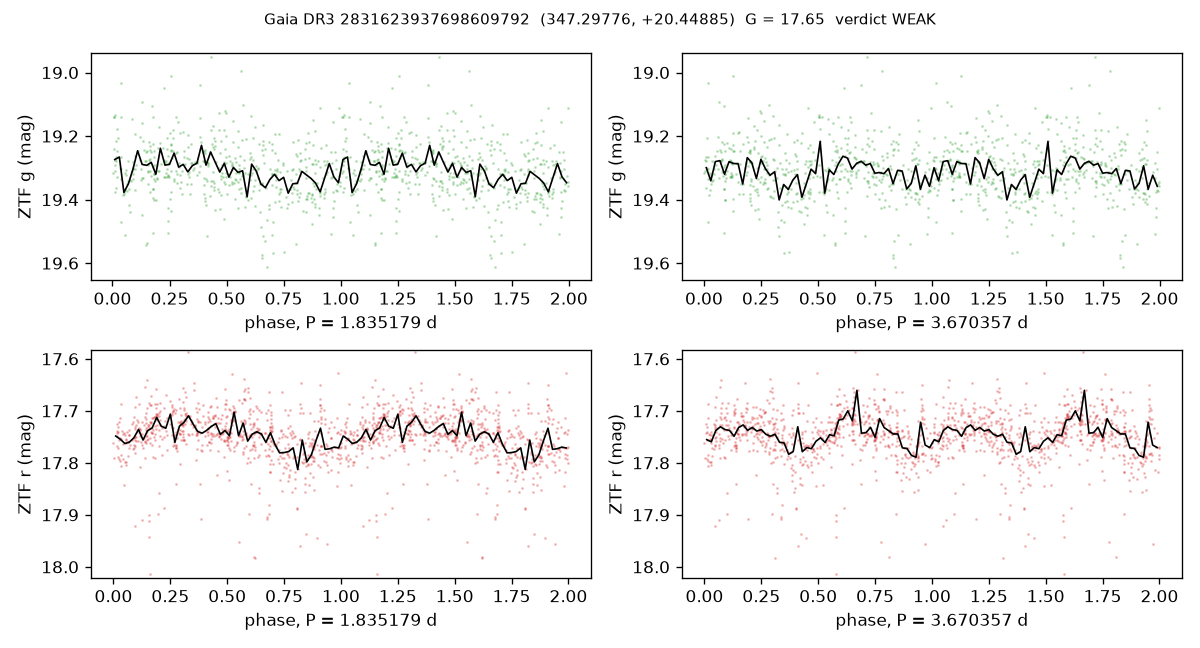 Gaia DR3 2831623937698609792 (347.29776, +20.44885) G = 17.65 verdict WEAK
ZTF g (mag)
19.0
19.2
19.4
19.6
0.00 0.25 0.50 0.75 1.00 1.25 1.50 1.75 2.00
phase, P = 1.835179 d
ZTF g (mag)
19.0
19.2
19.4
19.6
0.00 0.25 0.50 0.75 1.00 1.25 1.50 1.75 2.00
phase, P = 3.670357 d
ZTF r (mag)
17.6
17.7
17.8
17.9
18.0
0.00 0.25 0.50 0.75 1.00 1.25 1.50 1.75 2.00
phase, P = 1.835179 d
ZTF r (mag)
17.6
17.7
17.8
17.9
18.0
0.00 0.25 0.50 0.75 1.00 1.25 1.50 1.75 2.00
phase, P = 3.670357 d